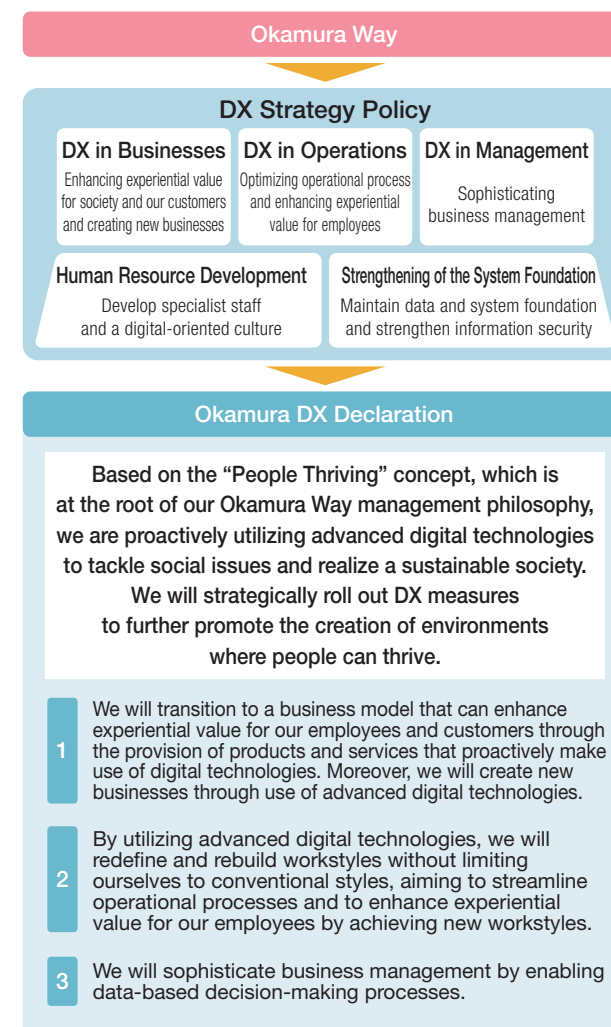 Okamura Way
DX Strategy Policy
DX in Businesses
Enhancing experiential value
for society and our customers
and creating new businesses
DX in Operations
Optimizing operational process
and enhancing experiential
value for employees
DX in Management
Sophisticating
business management
Human Resource Development
Develop specialist staff
and a digital-oriented culture
Strengthening of the System Foundation
Maintain data and system foundation
and strengthen information security
Okamura DX Declaration
Based on the “People Thriving” concept, which is
at the root of our Okamura Way management philosophy,
we are proactively utilizing advanced digital technologies
to tackle social issues and realize a sustainable society.
We will strategically roll out DX measures
to further promote the creation of environments
where people can thrive.
1
We will transition to a business model that can enhance
experiential value for our employees and customers through
the provision of products and services that proactively make
use of digital technologies. Moreover, we will create new
businesses through use of advanced digital technologies.
2
By utilizing advanced digital technologies, we will
redefine and rebuild workstyles without limiting
ourselves to conventional styles, aiming to streamline
operational processes and to enhance experiential
value for our employees by achieving new workstyles.
3
We will sophisticate business management by enabling
data-based decision-making processes.